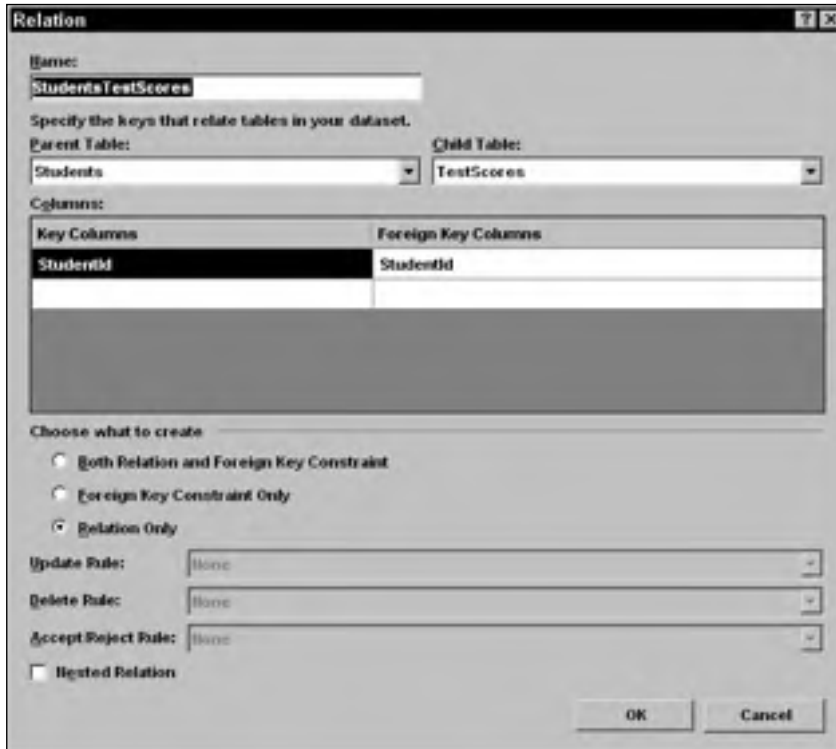 Relation
Name:
StudentsTestScores
Specify the keys that relate tables in your dataset.
Parent Table: Child Table:
Students TestScores
Columns:
Key Columns Foreign Key Columns
StudentId StudentId
Choose what to create
Both Relation and Foreign Key Constraint
Foreign Key Constraint Only
Relation Only
Update Rule: None
Delete Rule: None
Accept/Reject Rule: None
Nested Relation
OK Cancel